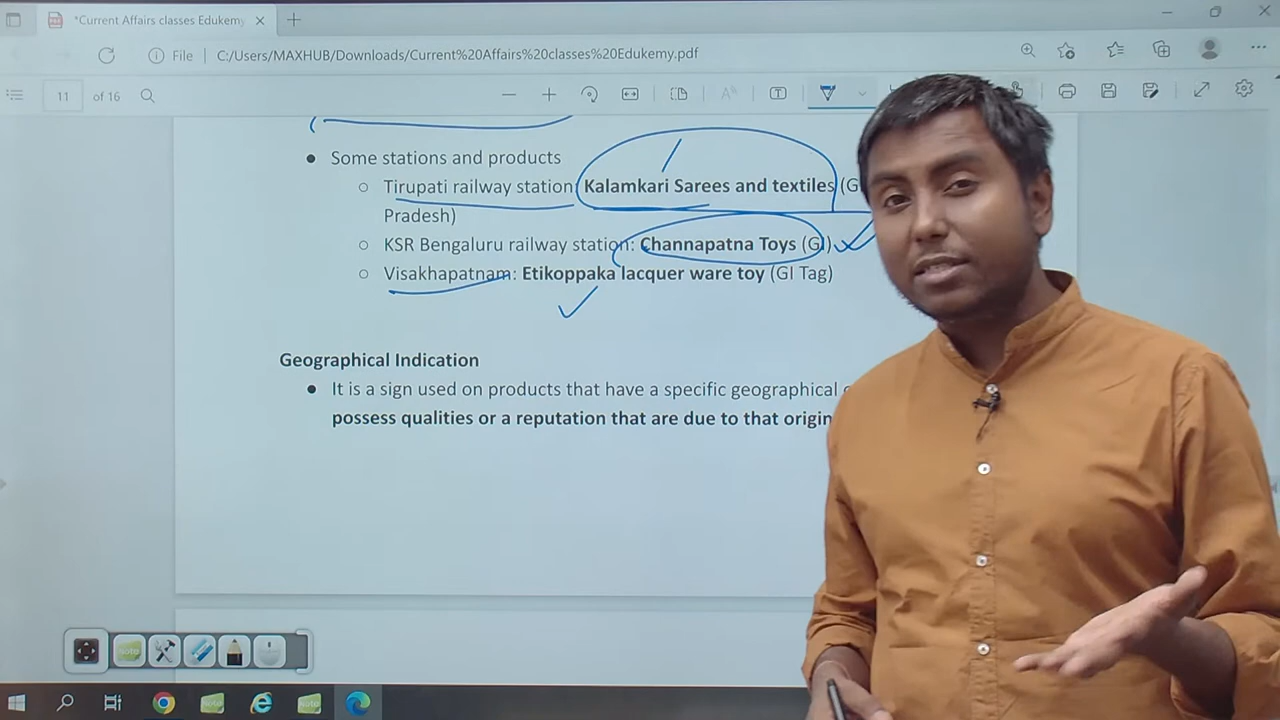 *Current Affairs classes Edukemy
File
C:/Users/MAXHUB/Downloads/Current%20Affairs%20classes%20Edukemy.pdf
11 of 16
Some stations and products
Tirupati railway station: Kalamkari Sarees and textiles (G
Pradesh)
KSR Bengaluru railway station: Channapatna Toys (GI)
Visakhapatnam: Etikoppaka lacquer ware toy (GI Tag)
Geographical Indication
It is a sign used on products that have a specific geographical
possess qualities or a reputation that are due to that origin